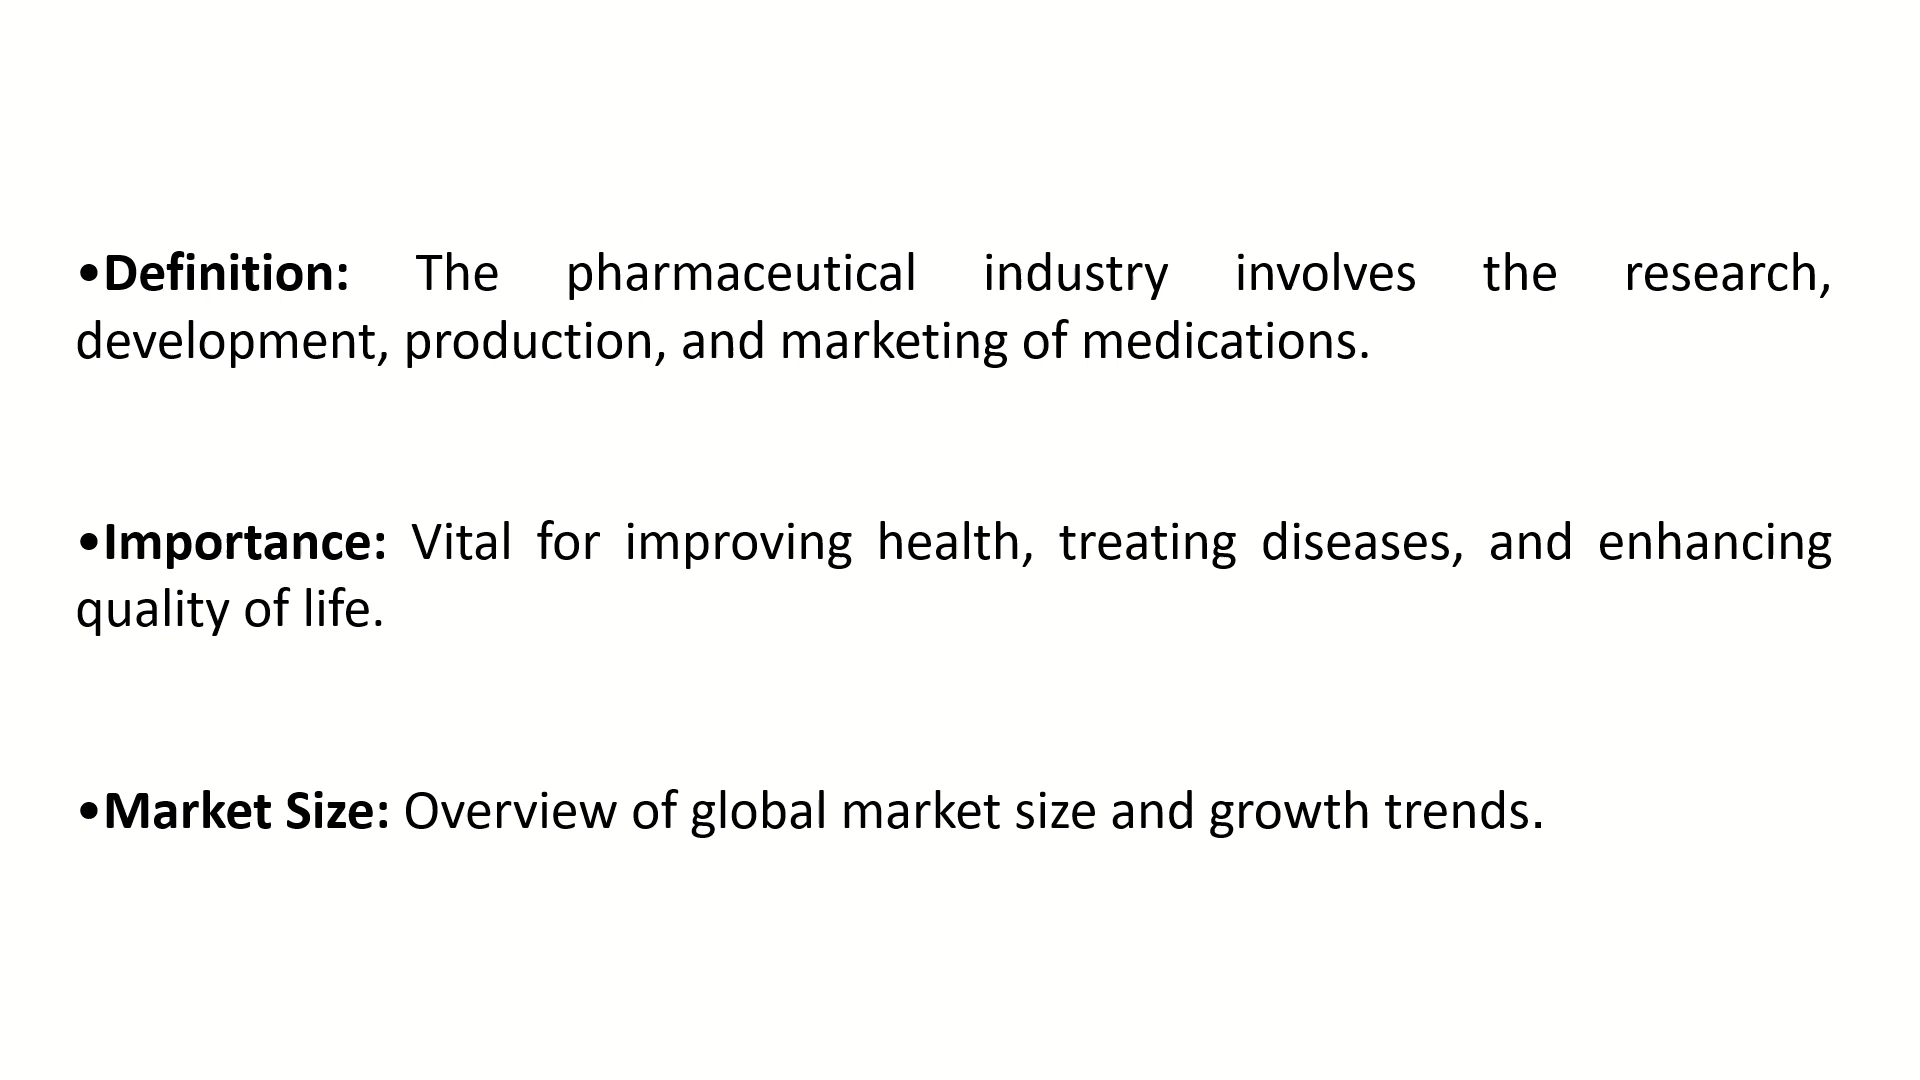 •Definition: The pharmaceutical industry involves the research,
development, production, and marketing of medications.
•Importance: Vital for improving health, treating diseases, and enhancing
quality of life.
•Market Size: Overview of global market size and growth trends.